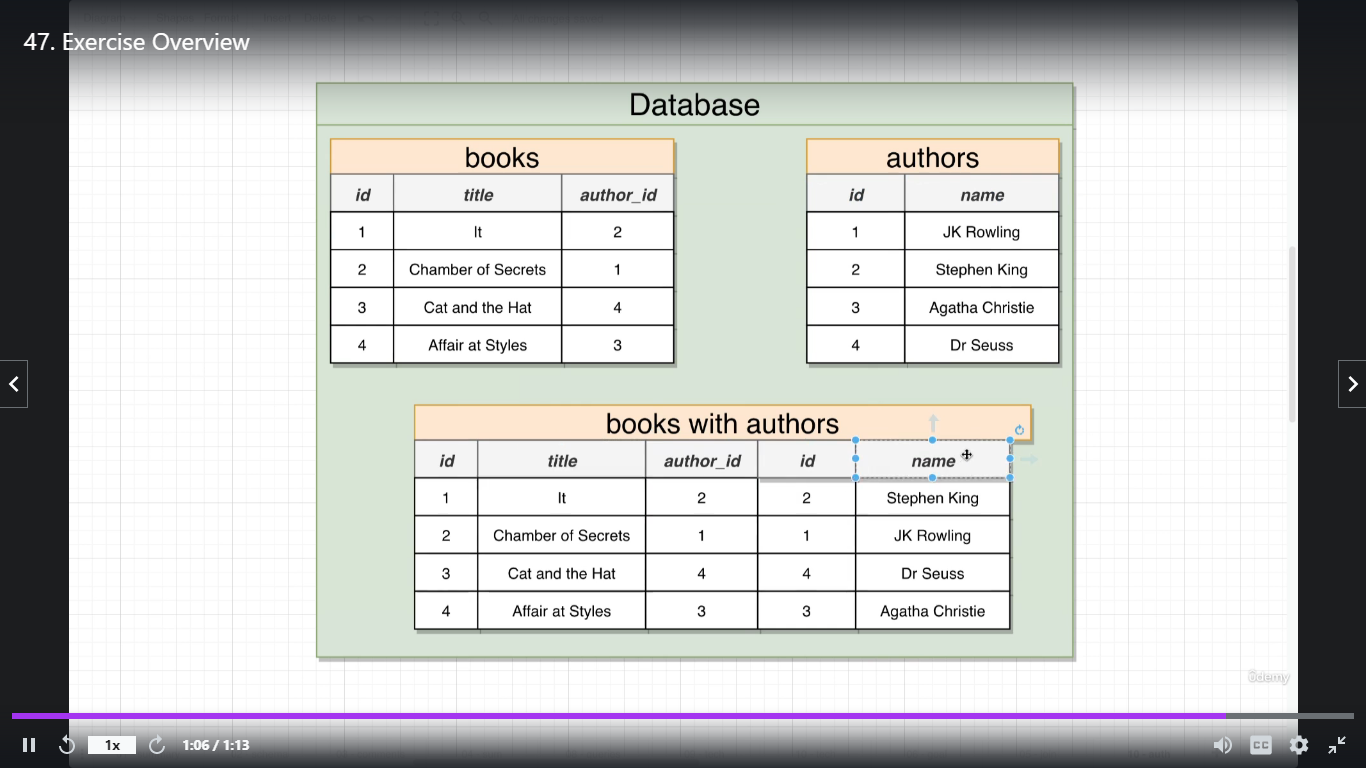 47. Exercise Overview
Database
books
id title author_id
1 It 2
2 Chamber of Secrets 1
3 Cat and the Hat 4
4 Affair at Styles 3
authors
id name
1 JK Rowling
2 Stephen King
3 Agatha Christie
4 Dr Seuss
books with authors
id title author_id id name
1 It 2 2 Stephen King
2 Chamber of Secrets 1 1 JK Rowling
3 Cat and the Hat 4 4 Dr Seuss
4 Affair at Styles 3 3 Agatha Christie
ûdemy
1x 1:06 / 1:13 CC